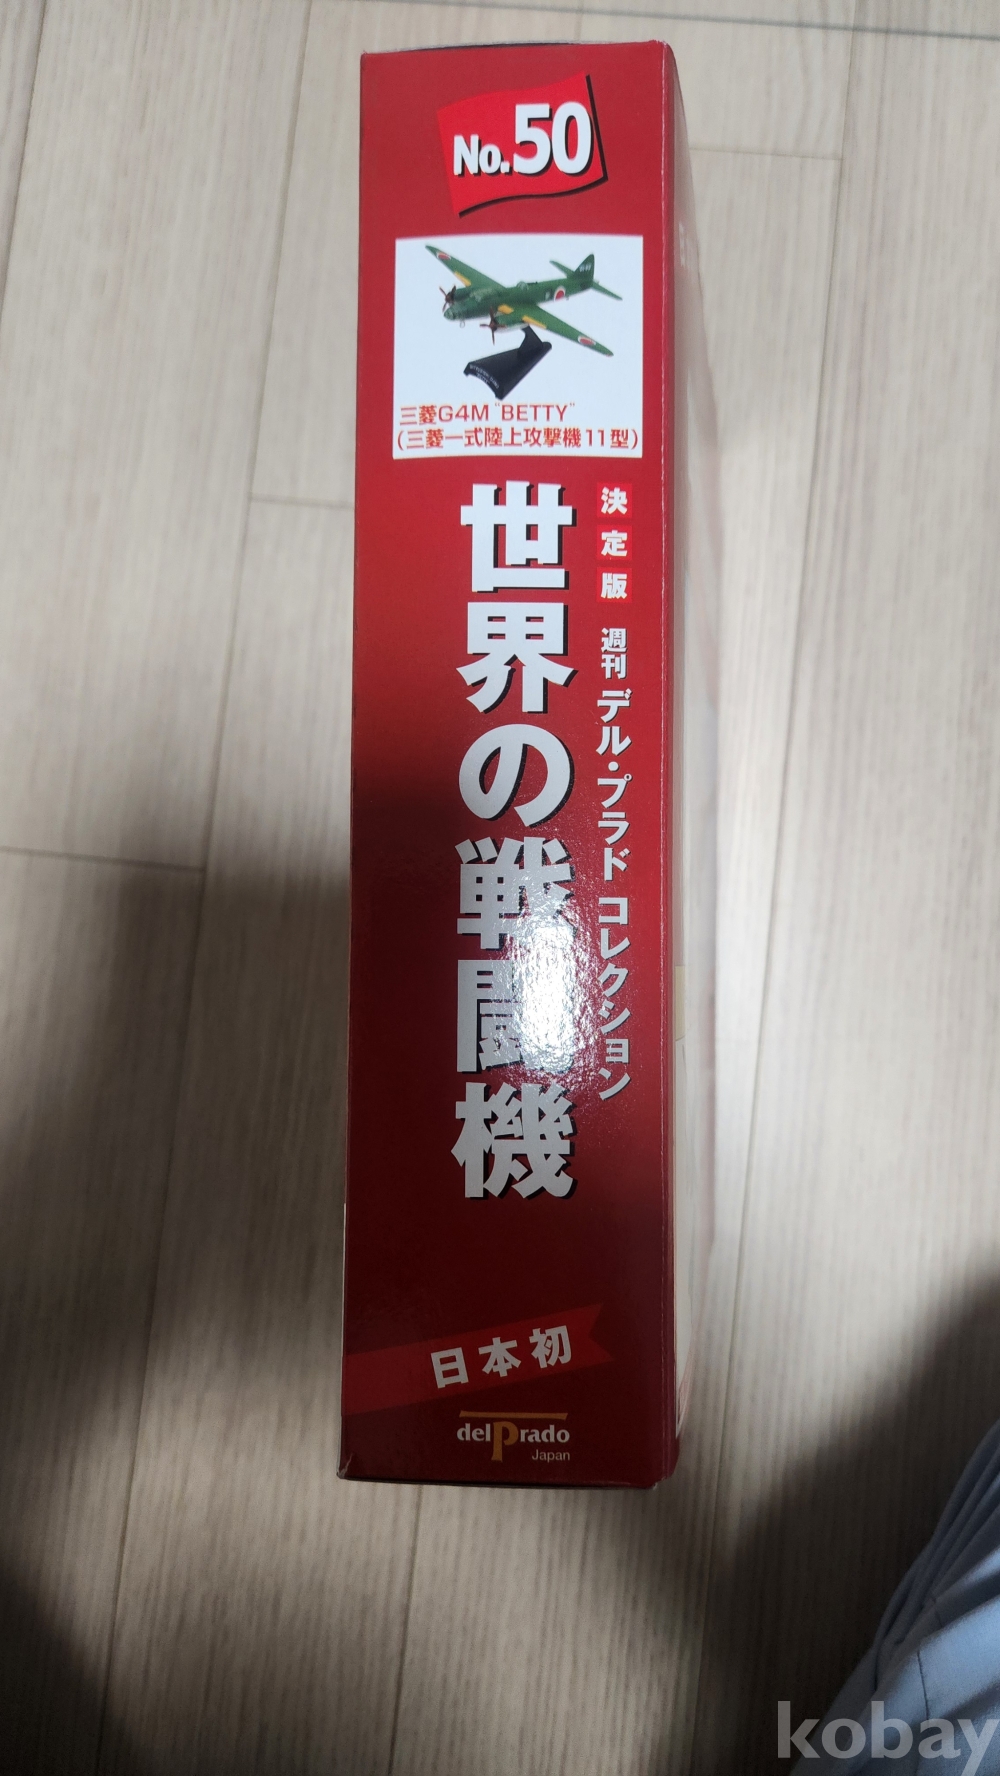 No.50
三菱G4M "BETTY"
(三菱一式陸上攻撃機11型)
決定版 週刊 デル・プラド コレクション
世界の戦闘機
日本初
delPrado
Japan
kobay